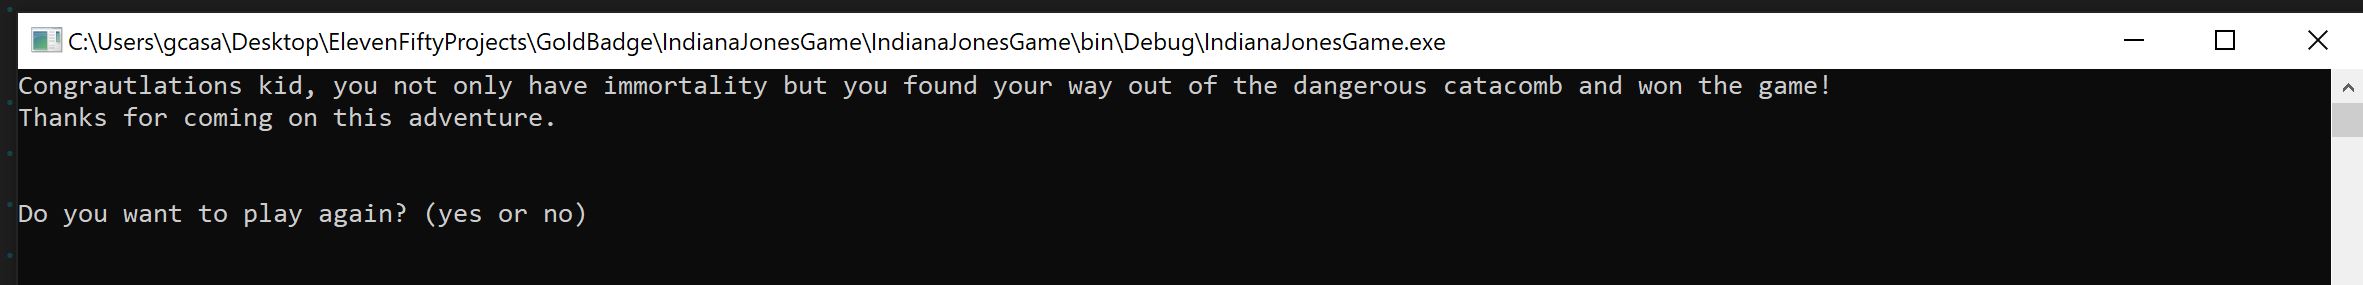 C:\Users\gcasa\Desktop\ElevenFiftyProjects\GoldBadge\IndianaJonesGame\IndianaJonesGame\bin\Debug\IndianaJonesGame.exe
Congrautlations kid, you not only have immortality but you found your way out of the dangerous catacomb and won the game!
Thanks for coming on this adventure.
Do you want to play again? (yes or no)